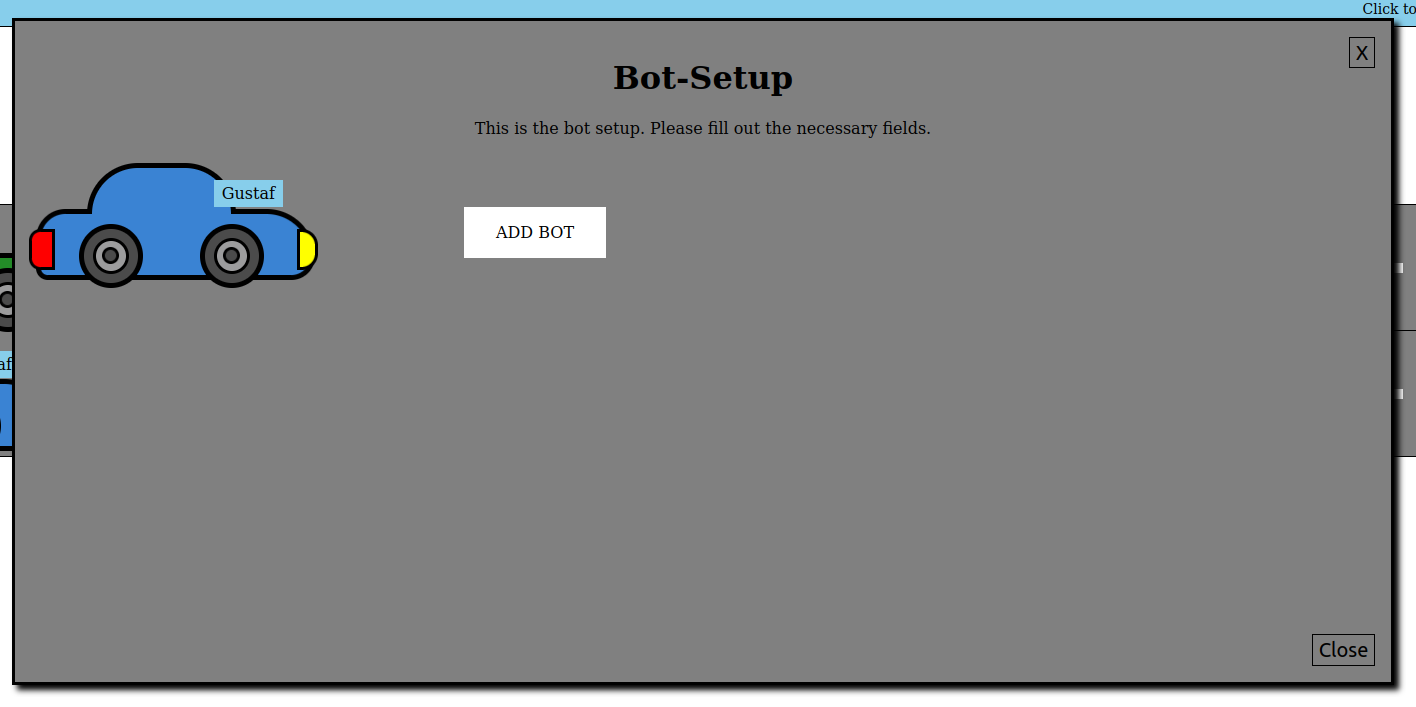 Click to
X
Bot-Setup
This is the bot setup. Please fill out the necessary fields.
Gustaf
ADD BOT
af
Close